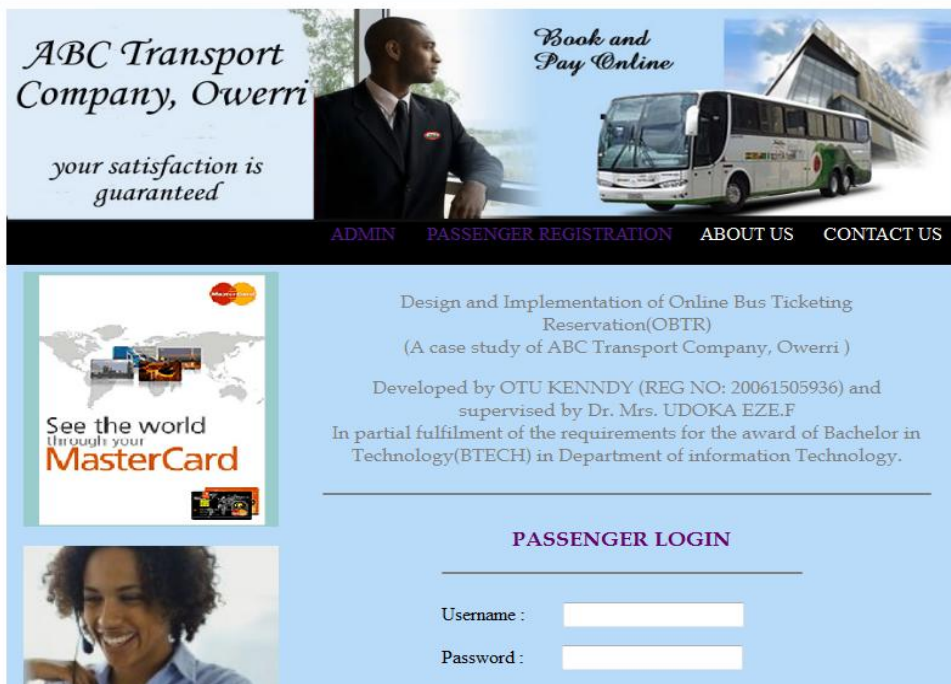 ABC Transport
Company, Owerri
your satisfaction is
guaranteed
Book and
Pay Online
ADMIN PASSENGER REGISTRATION ABOUT US CONTACT US
MasterCard
See the world
through your
MasterCard
Design and Implementation of Online Bus Ticketing
Reservation(OBTR)
(A case study of ABC Transport Company, Owerri )
Developed by OTU KENNDY (REG NO: 20061505936) and
supervised by Dr. Mrs. UDOKA EZE.F
In partial fulfilment of the requirements for the award of Bachelor in
Technology(BTECH) in Department of information Technology.
PASSENGER LOGIN
Username :
Password :